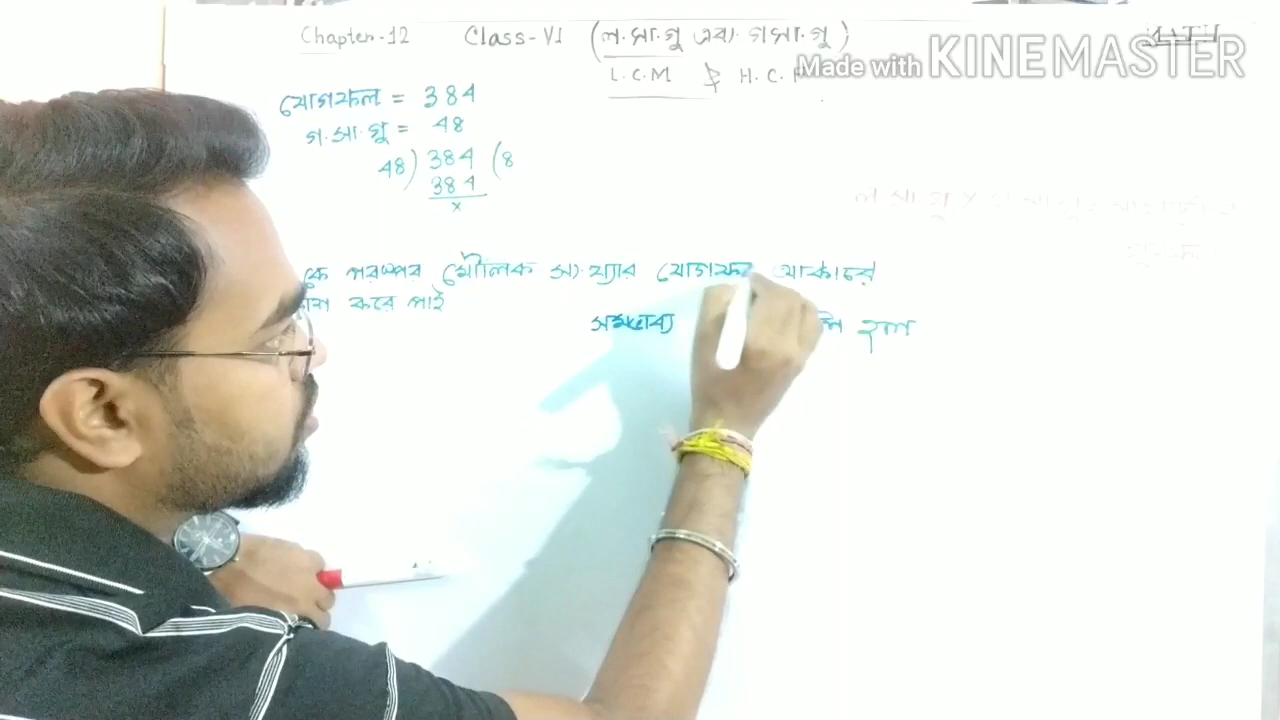 Chapter-12 Class-VI (ল.সা.গু এবং গ.সা.গু)
L.C.M H.C.F
Made with KINEMASTER
যোগফল = 384
গ.সা.গু = 48
48) 384 (8
384
x
ল সা গু x গ সা গু
কে পরস্পর মৌলিক সংখ্যার যোগফল আকারে
করে পাই
সম্ভাব্য হল